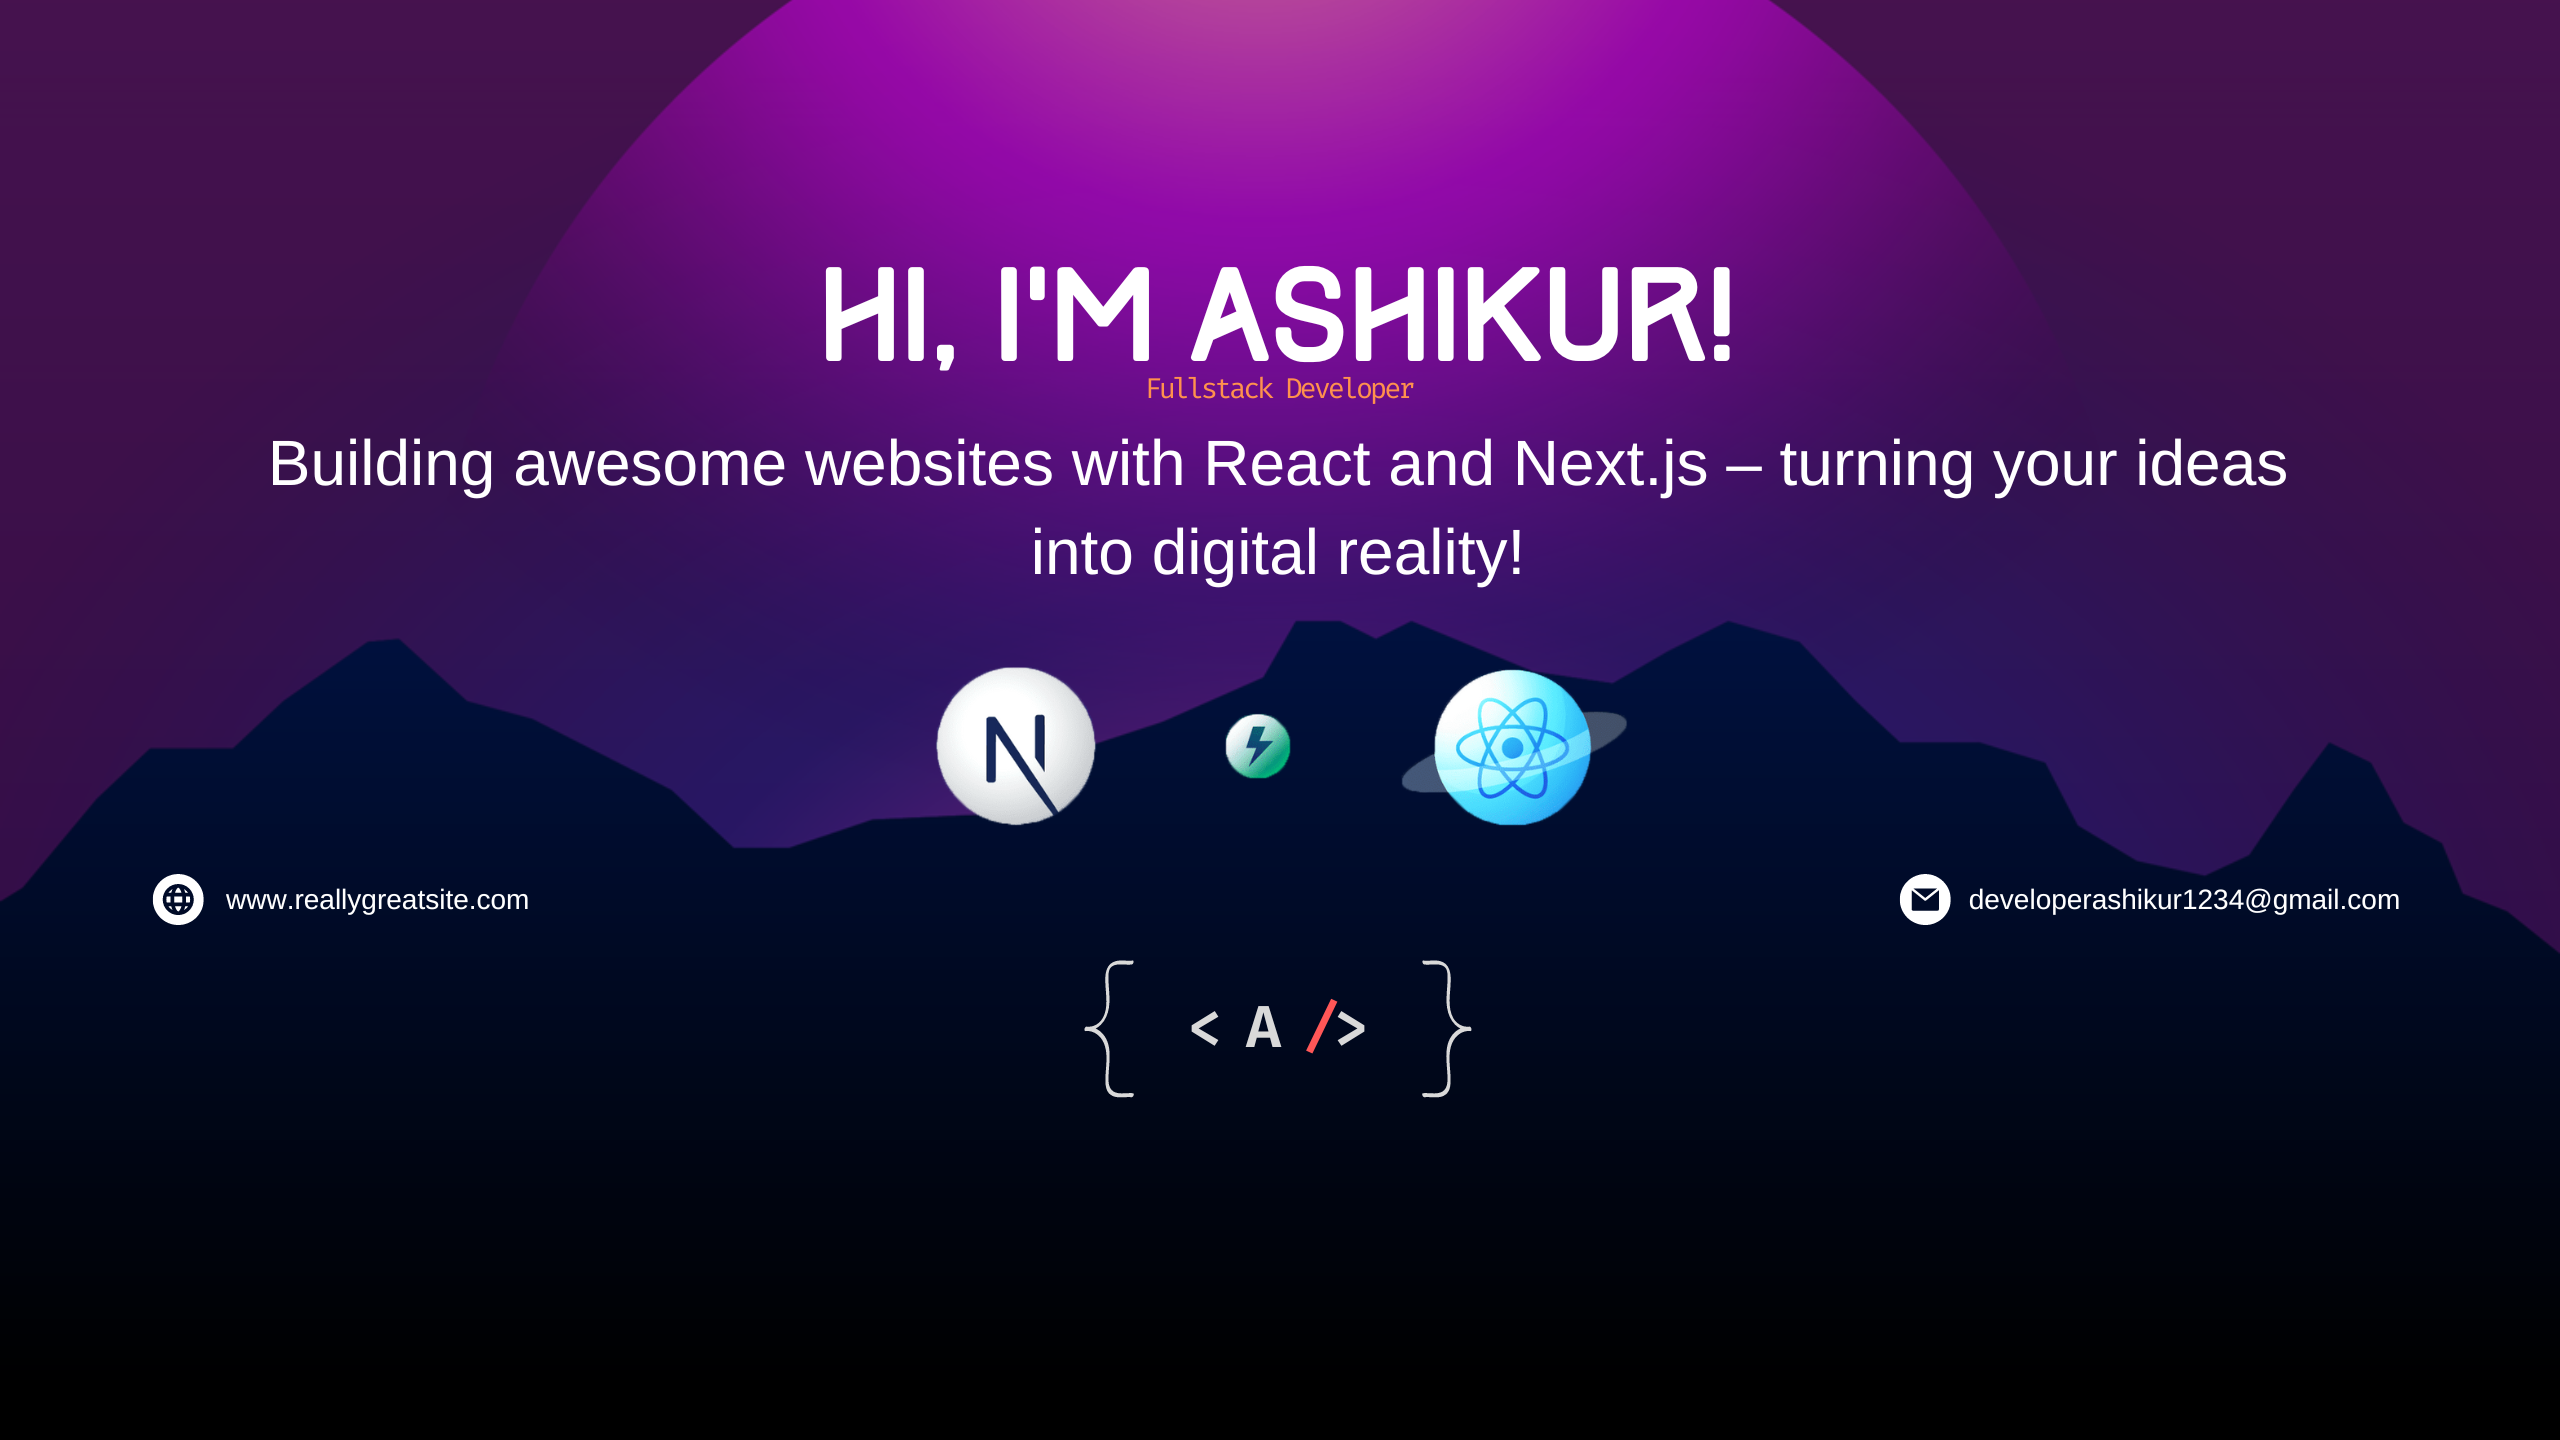 HI, I'M ASHIKUR!
Fullstack Developer
Building awesome websites with React and Next.js – turning your ideas
into digital reality!
N
www.reallygreatsite.com
developerashikur1234@gmail.com
{ < A /> }